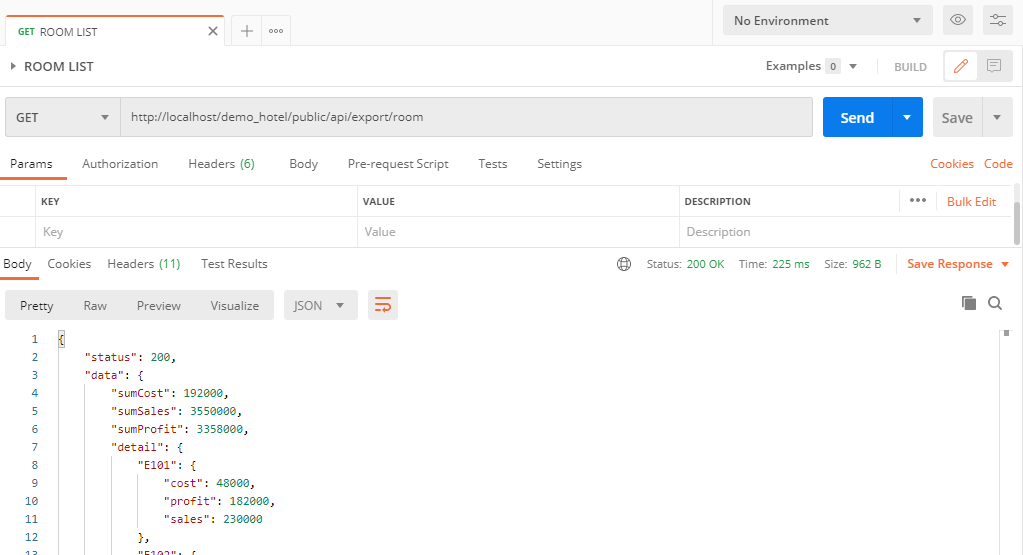 GET ROOM LIST
No Environment
ROOM LIST
Examples 0
BUILD
GET
http://localhost/demo_hotel/public/api/export/room
Send
Save
Params Authorization Headers (6) Body Pre-request Script Tests Settings Cookies Code
KEY VALUE DESCRIPTION Bulk Edit
Key Value Description
Body Cookies Headers (11) Test Results Status: 200 OK Time: 225 ms Size: 962 B Save Response
Pretty Raw Preview Visualize JSON
1 {
2 "status": 200,
3 "data": {
4 "sumCost": 192000,
5 "sumSales": 3550000,
6 "sumProfit": 3358000,
7 "detail": {
8 "E101": {
9 "cost": 48000,
10 "profit": 182000,
11 "sales": 230000
12 },
13 "E102": {